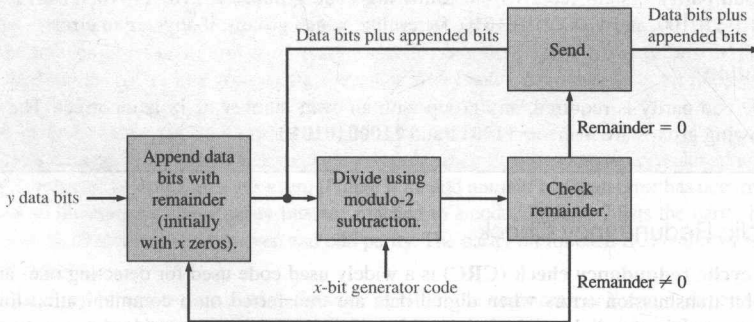 Data bits plus appended bits
Send.
Data bits plus
appended bits
Remainder = 0
y data bits
Append data
bits with
remainder
(initially
with x zeros).
Divide using
modulo-2
subtraction.
Check
remainder.
x-bit generator code
Remainder ≠ 0